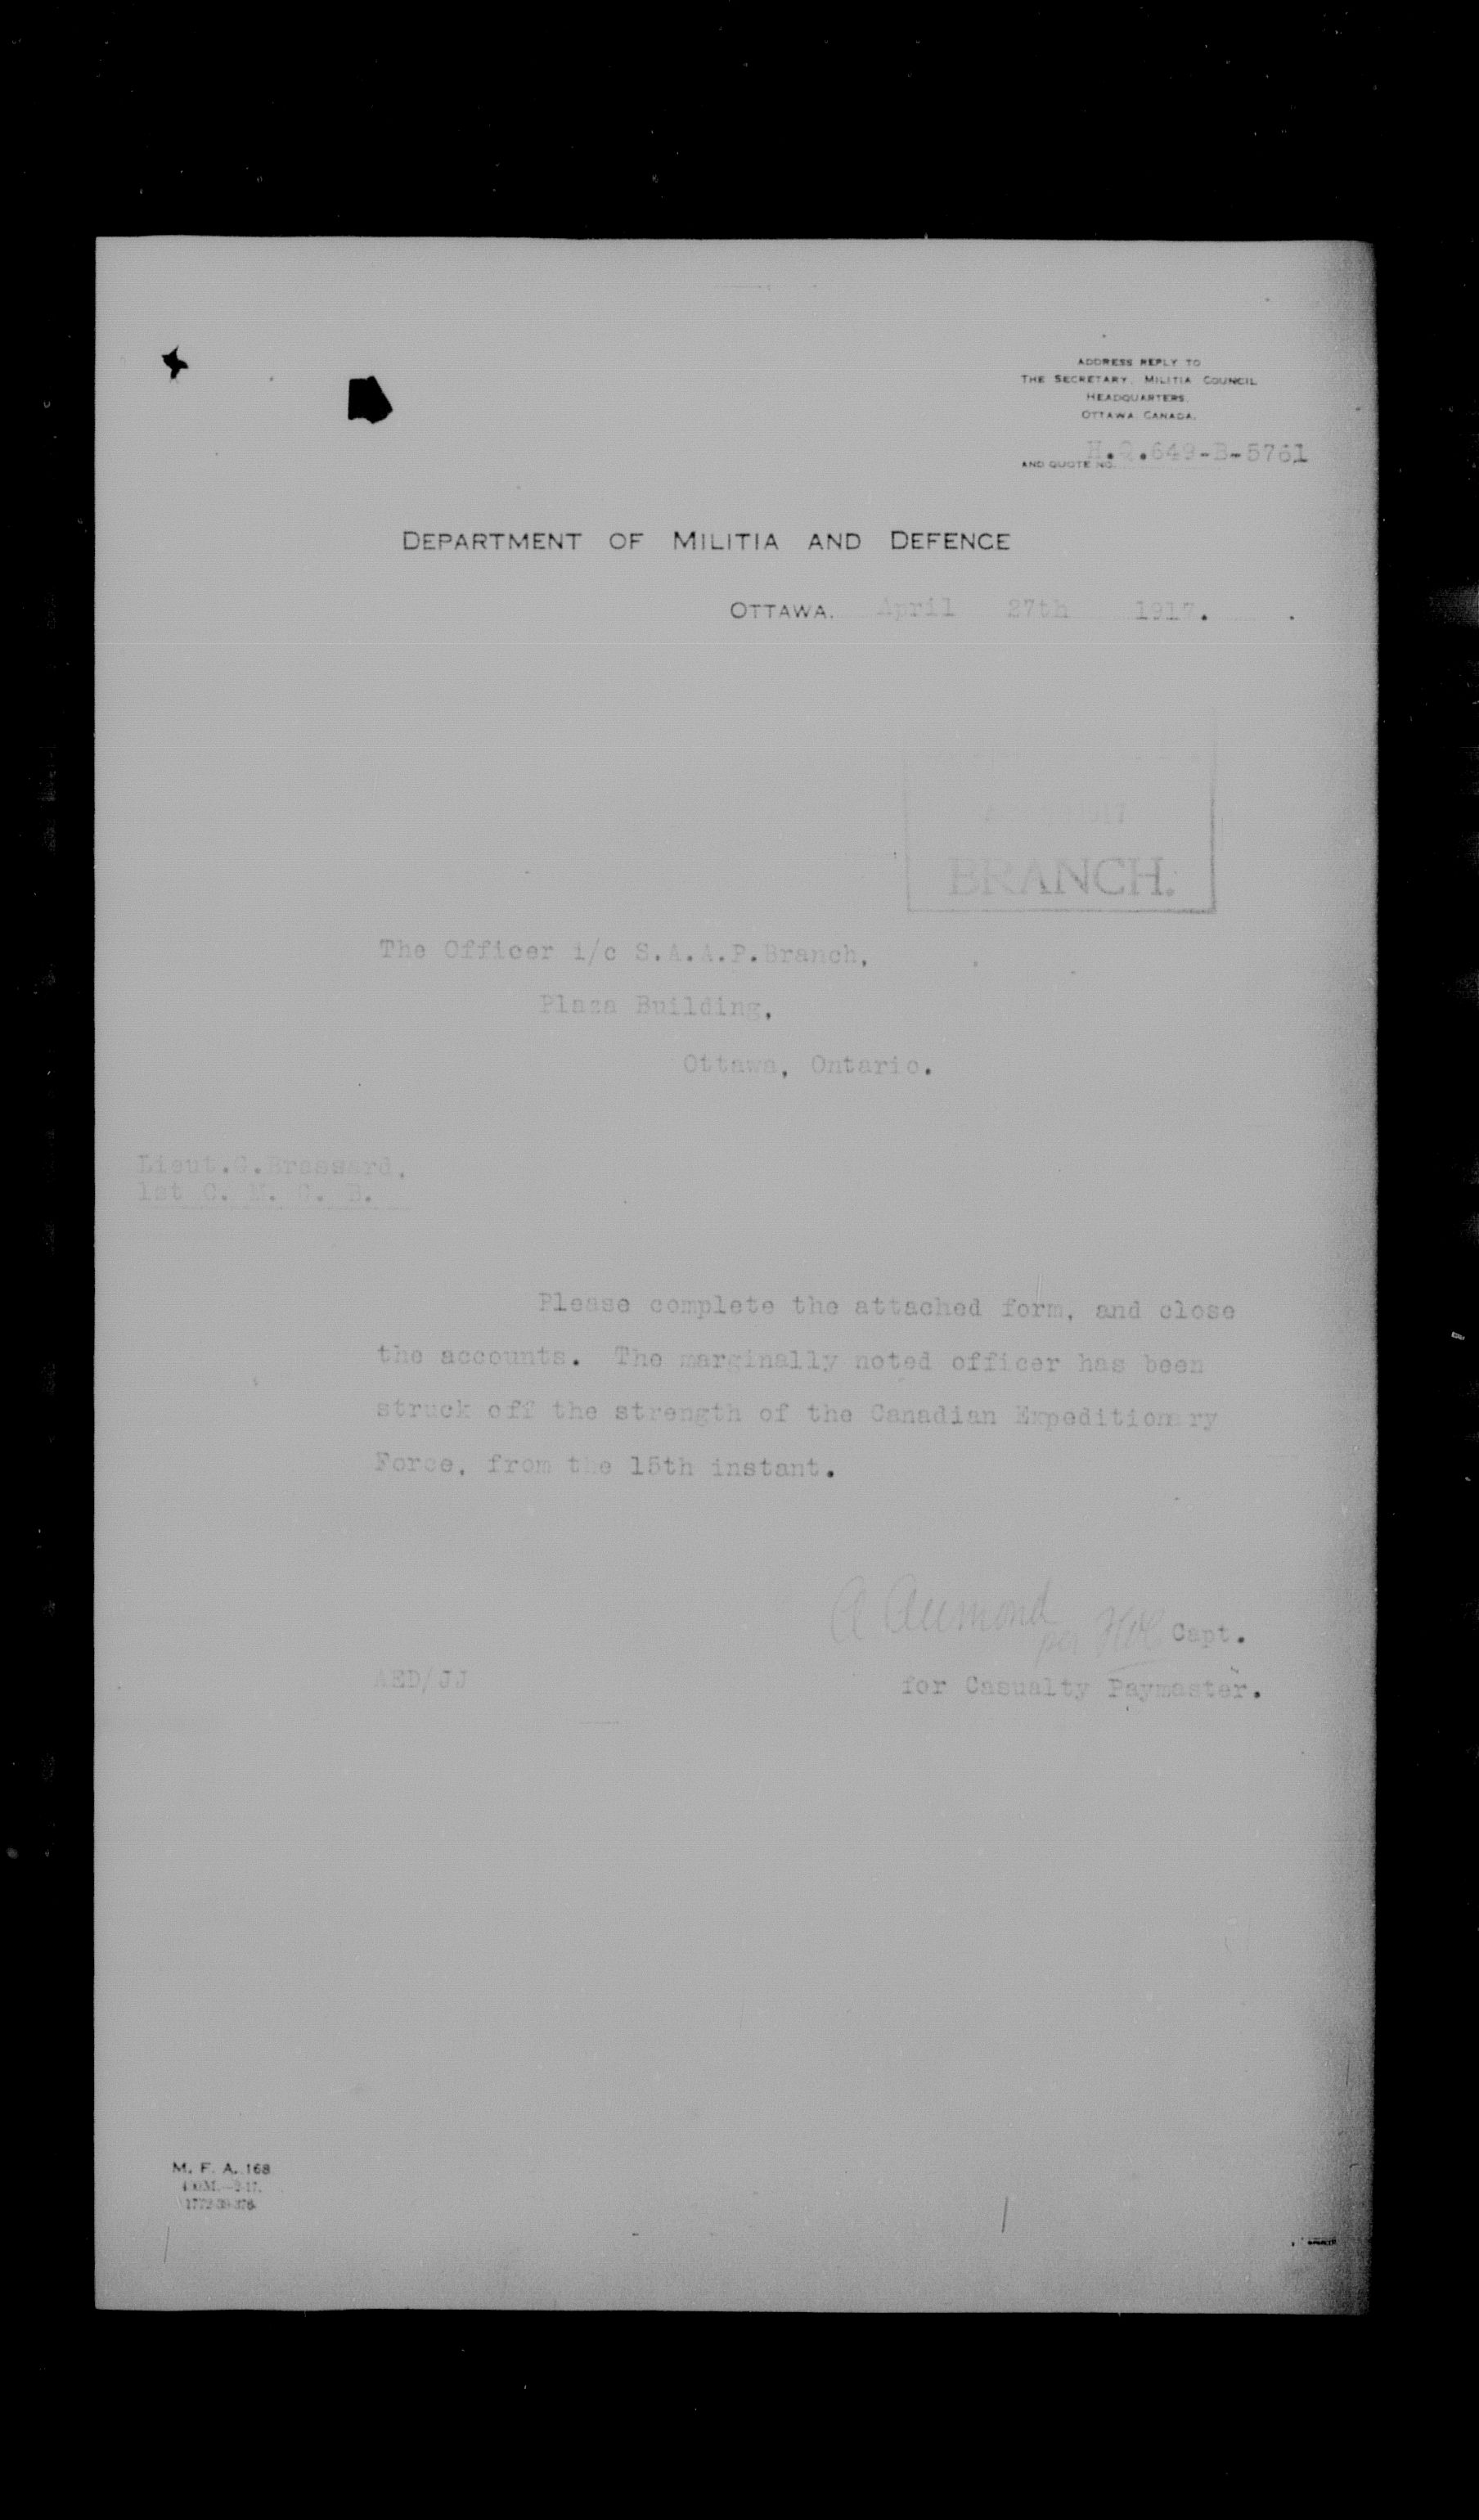 ADDRESS REPLY TO
THE SECRETARY, MILITIA COUNCIL
HEADQUARTERS,
OTTAWA, CANADA.
H.Q.649-B-5761
AND QUOTE NO.
DEPARTMENT OF MILITIA AND DEFENCE
OTTAWA. April 27th 1917.
1917
BRANCH.
The Officer i/c S.A.A.P.Branch,
Plaza Building,
Ottawa, Ontario.
Lieut.G.Brassard,
1st C. M. G. B.
Please complete the attached form, and close
the accounts. The marginally noted officer has been
struck off the strength of the Canadian Expeditionary
Force, from the 15th instant.
A Aumond
per Capt.
AED/JJ for Casualty Paymaster.
M. F. A. 168